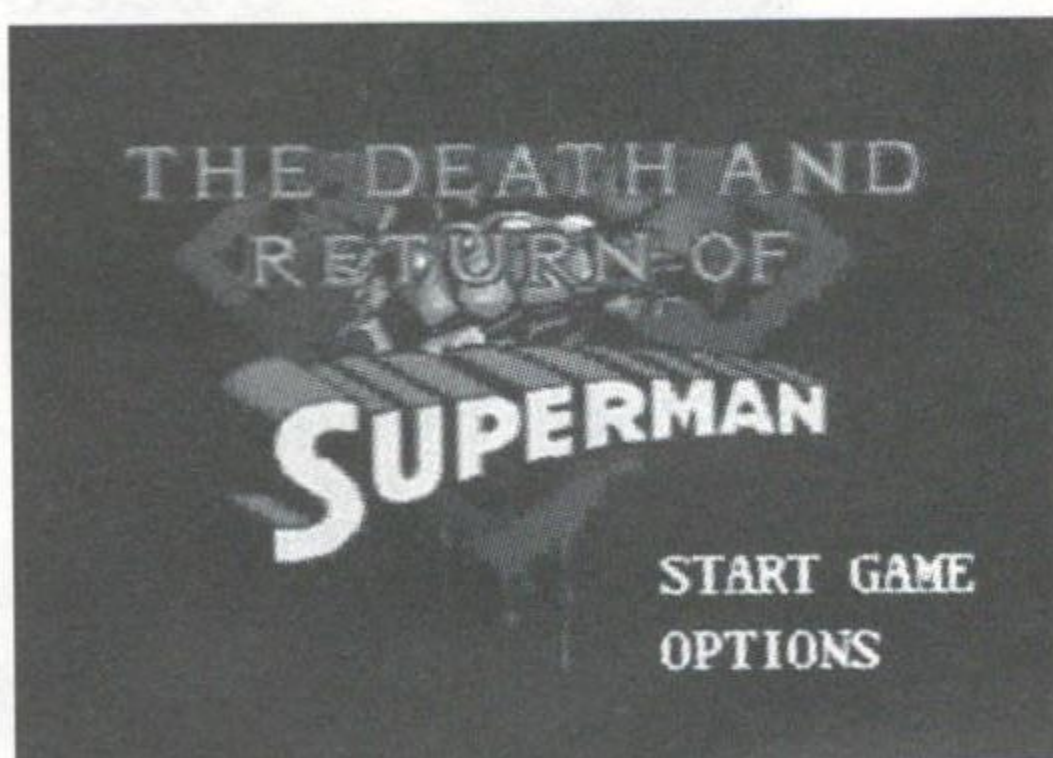 THE DEATH AND
RETURN OF
SUPERMAN
START GAME
OPTIONS